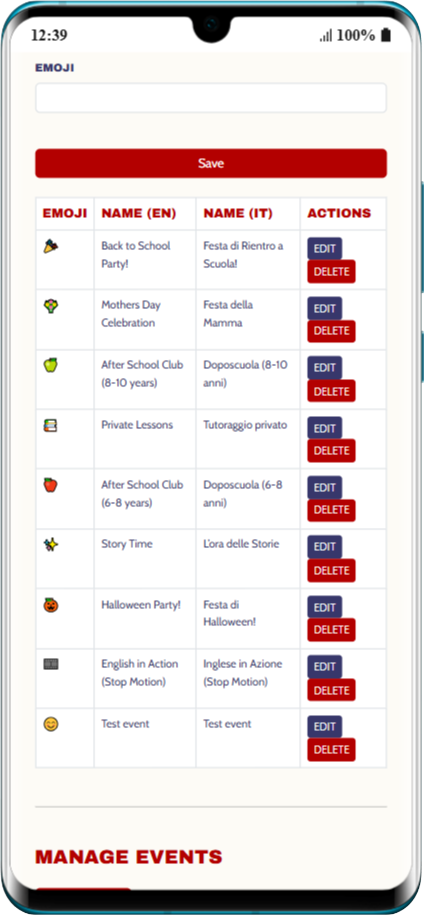 12:39 100%
EMOJI
Save
EMOJI NAME (EN) NAME (IT) ACTIONS
Back to School Festa di Rientro a EDIT
Party! Scuola! DELETE
Mothers Day Festa della EDIT
Celebration Mamma DELETE
After School Club Doposcuola (8-10 EDIT
(8-10 years) anni) DELETE
Private Lessons Tutoraggio privato EDIT
DELETE
After School Club Doposcuola (6-8 EDIT
(6-8 years) anni) DELETE
Story Time L'ora delle Storie EDIT
DELETE
Halloween Party! Festa di EDIT
Halloween! DELETE
English in Action Inglese in Azione EDIT
(Stop Motion) (Stop Motion) DELETE
Test event Test event EDIT
DELETE
MANAGE EVENTS